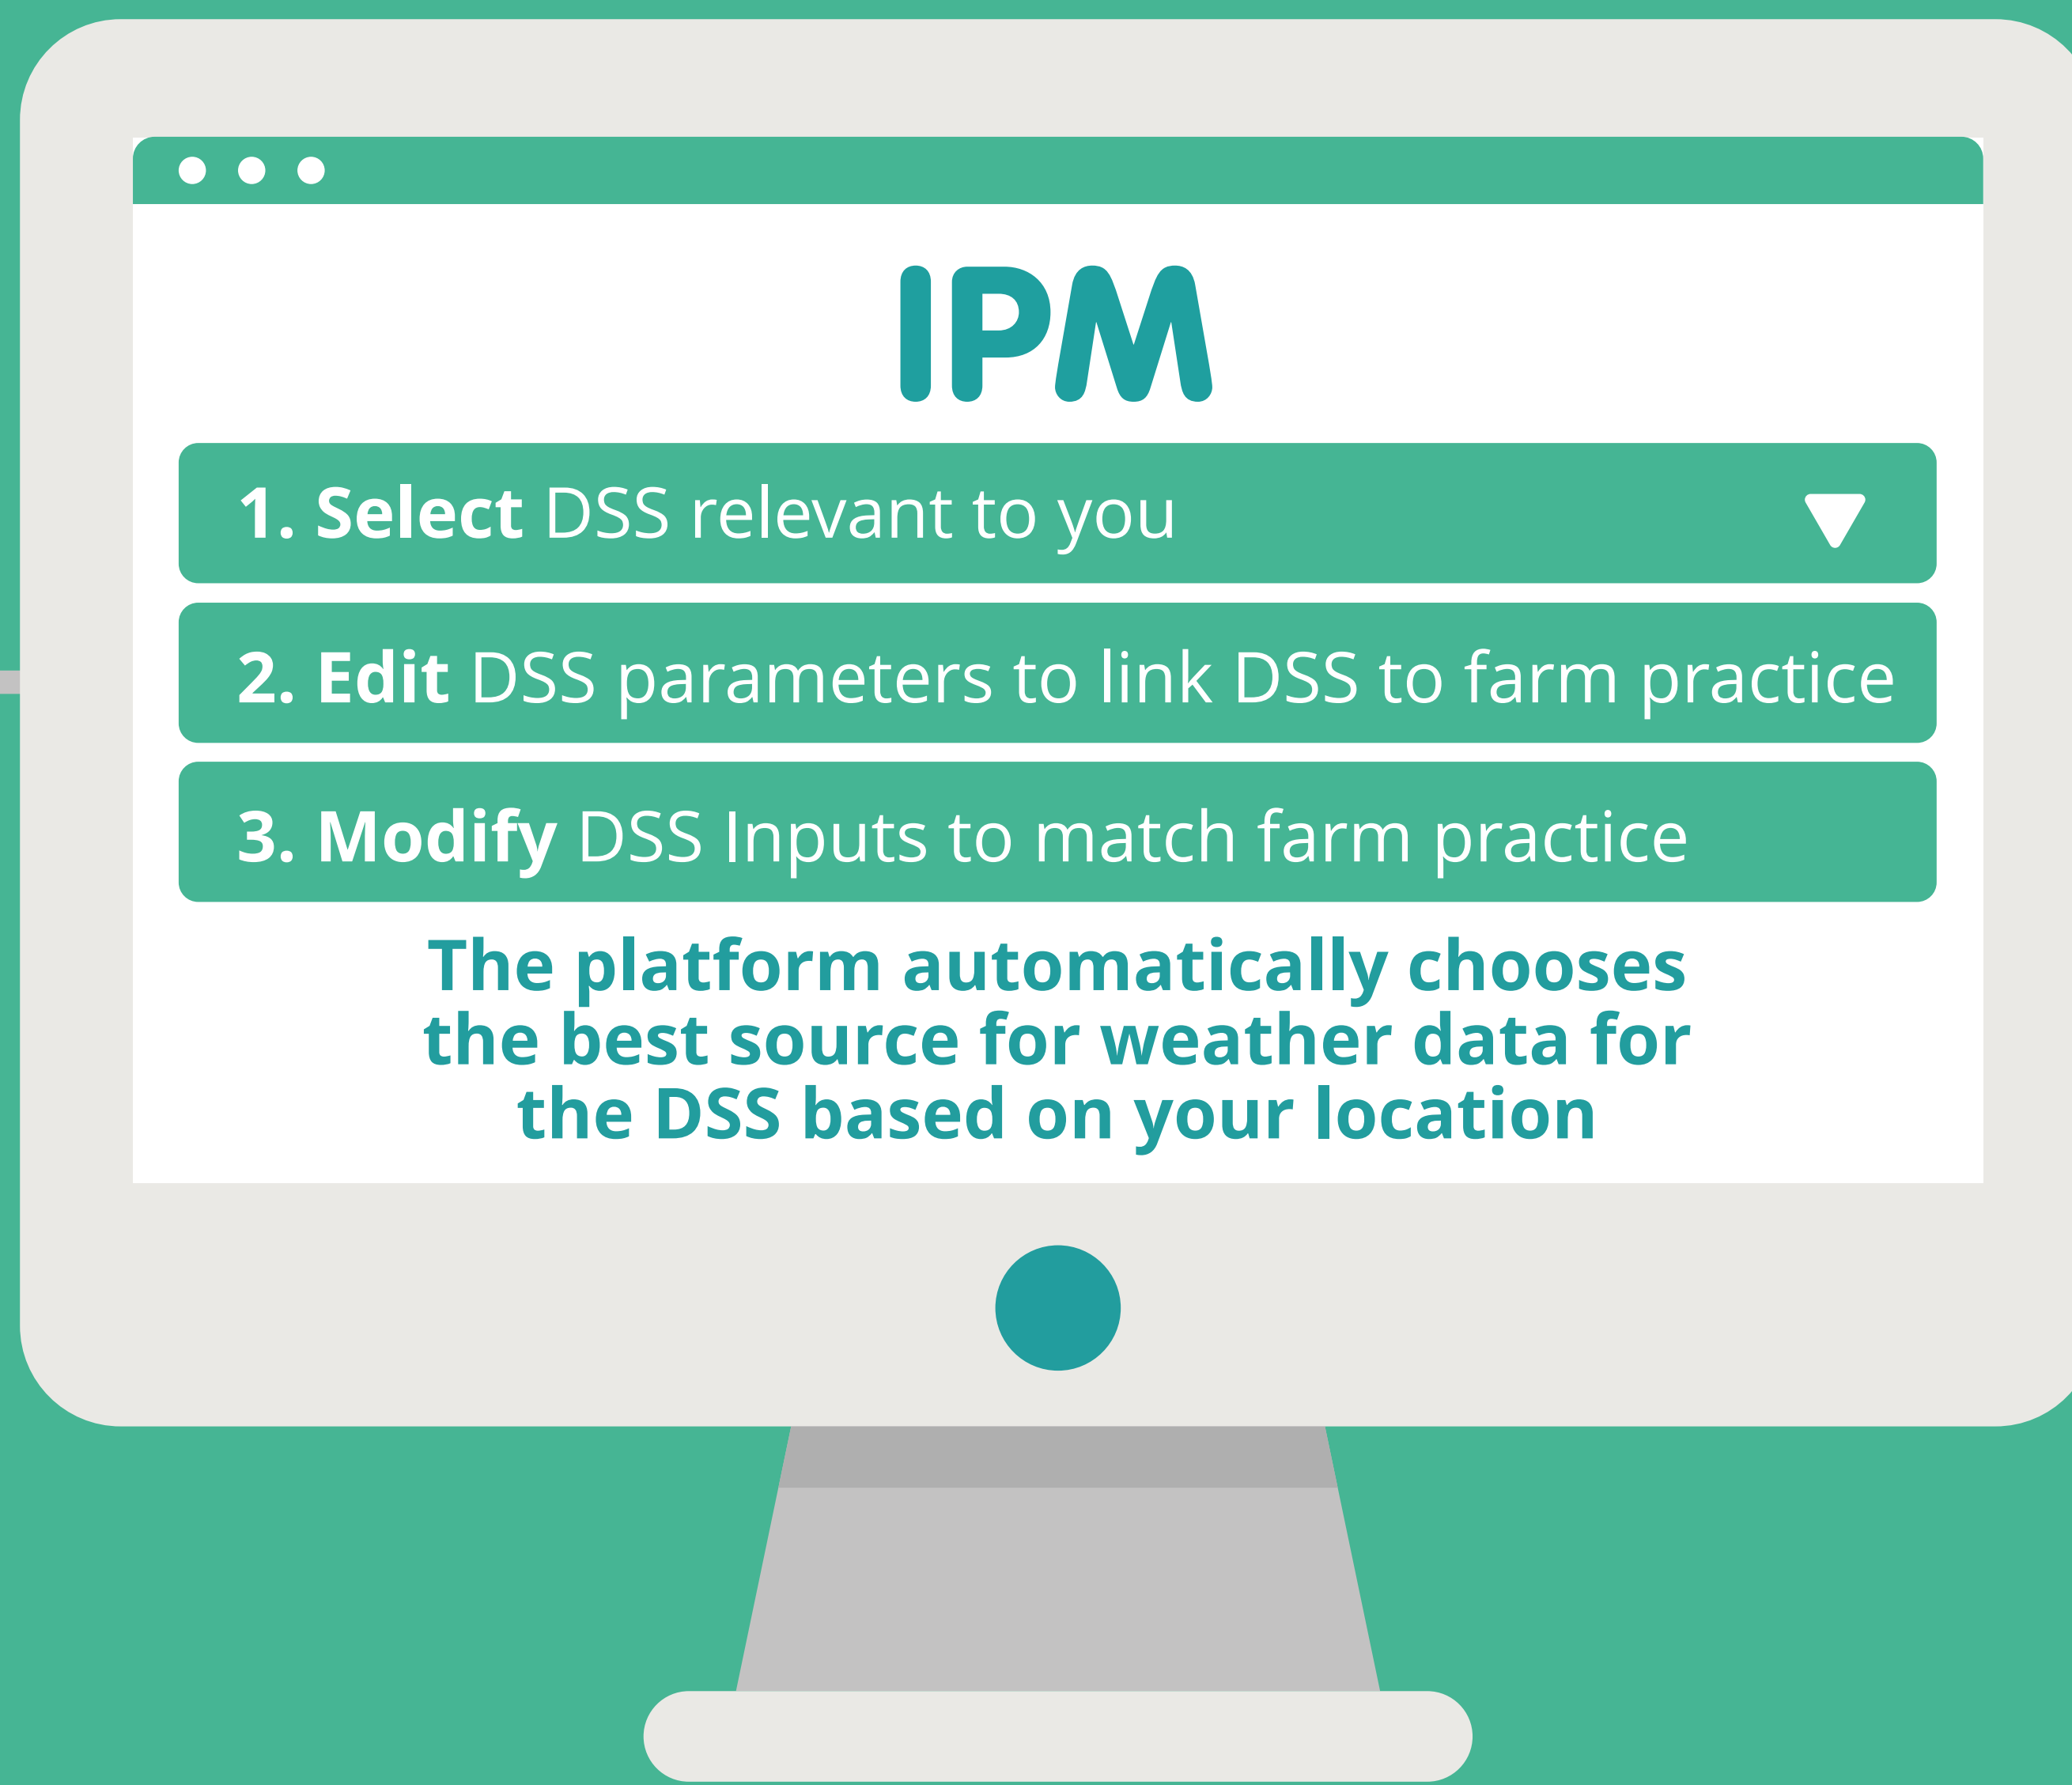 IPM
1. Select DSS relevant to you
2. Edit DSS parameters to link DSS to farm practice
3. Modify DSS Inputs to match farm practice
The platform automatically chooses
the best source for weather data for
the DSS based on your location